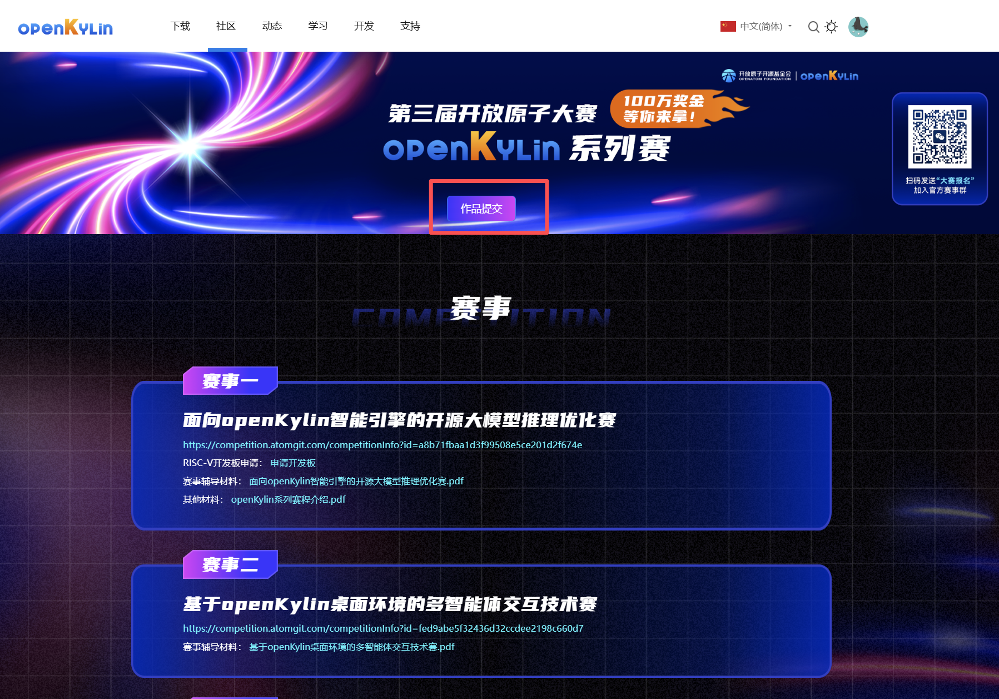 openKylin
下载 社区 动态 学习 开发 支持 中文(简体)
开放原子开源基金会 OPENATOM FOUNDATION | openKylin
第三届开放原子大赛
100万奖金
等你来拿!
openKylin 系列赛
作品提交
扫码发送“大赛报名”
加入官方赛事群
COMPETITION
赛事
赛事一
面向openKylin智能引擎的开源大模型推理优化赛
https://competition.atomgit.com/competitionInfo?id=a8b71fbaa1d3f99508e5ce201d2f674e
RISC-V开发板申请： 申请开发板
赛事辅导材料： 面向openKylin智能引擎的开源大模型推理优化赛.pdf
其他材料： openKylin系列赛程介绍.pdf
赛事二
基于openKylin桌面环境的多智能体交互技术赛
https://competition.atomgit.com/competitionInfo?id=fed9abe5f32436d32ccdee2198c660d7
赛事辅导材料： 基于openKylin桌面环境的多智能体交互技术赛.pdf